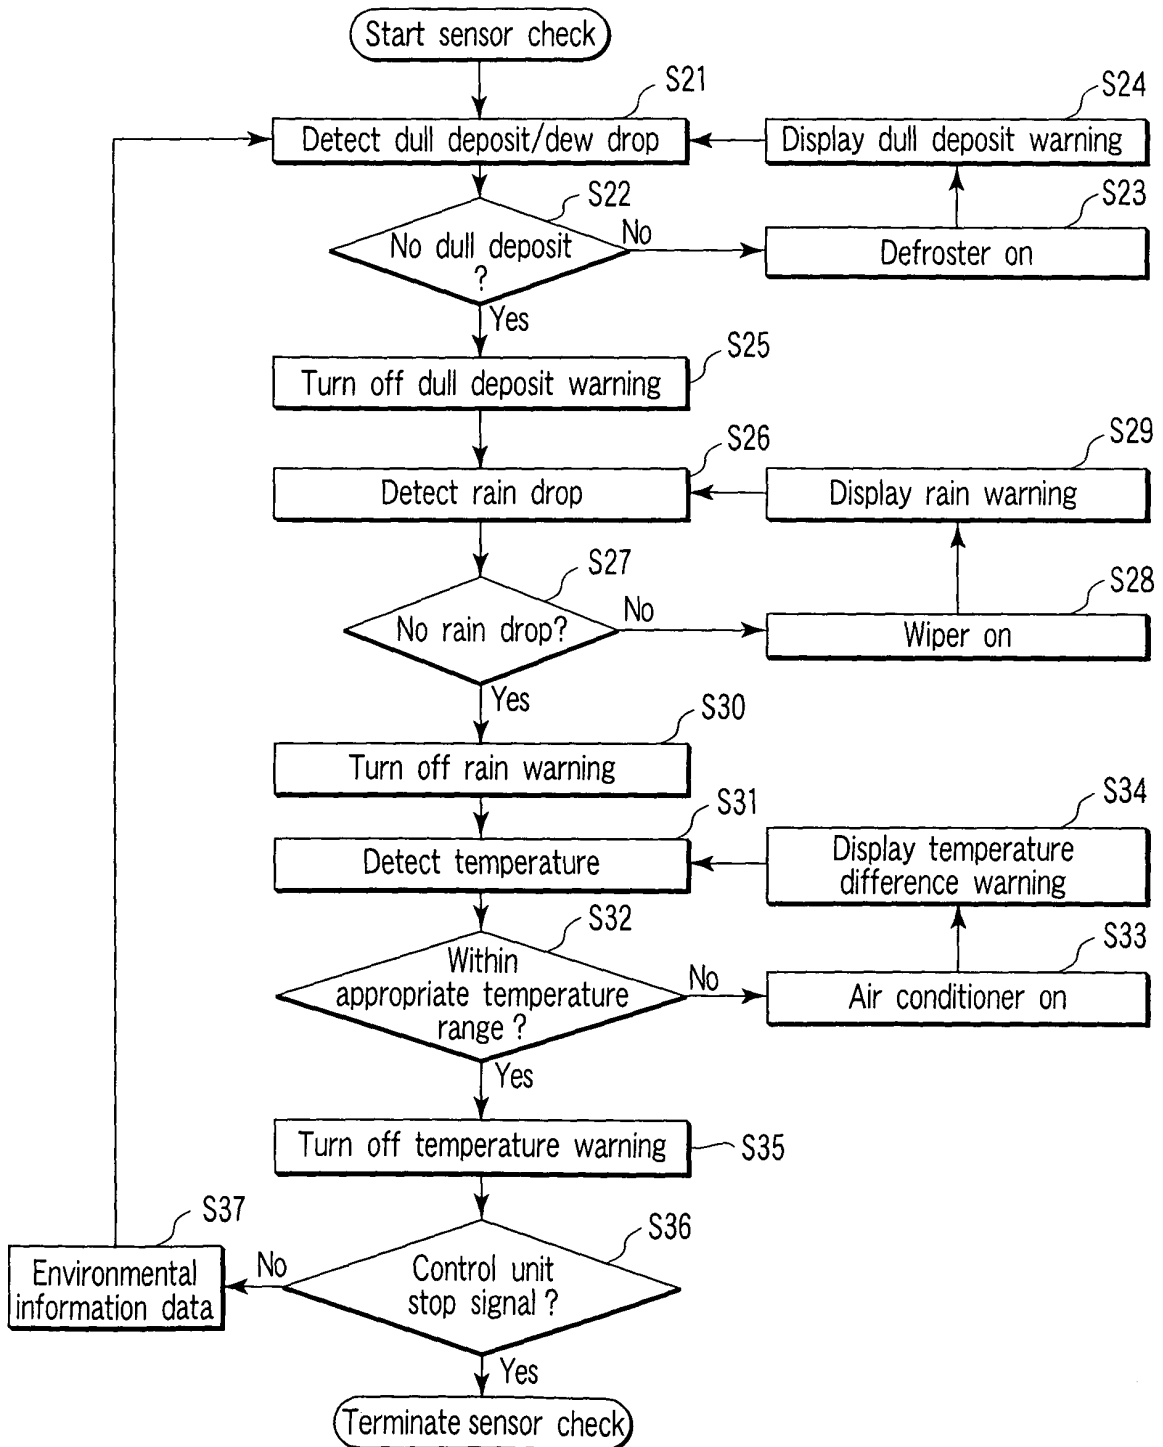 Start sensor check
S21
Detect dull deposit/dew drop
S24
Display dull deposit warning
S22
No dull deposit
?
No
S23
Defroster on
Yes
S25
Turn off dull deposit warning
S26
Detect rain drop
S29
Display rain warning
S27
No rain drop?
No
S28
Wiper on
Yes
S30
Turn off rain warning
S31
Detect temperature
S34
Display temperature
difference warning
S32
Within
appropriate temperature
range ?
No
S33
Air conditioner on
Yes
Turn off temperature warning
S35
S36
Control unit
stop signal ?
No
S37
Environmental
information data
Yes
Terminate sensor check